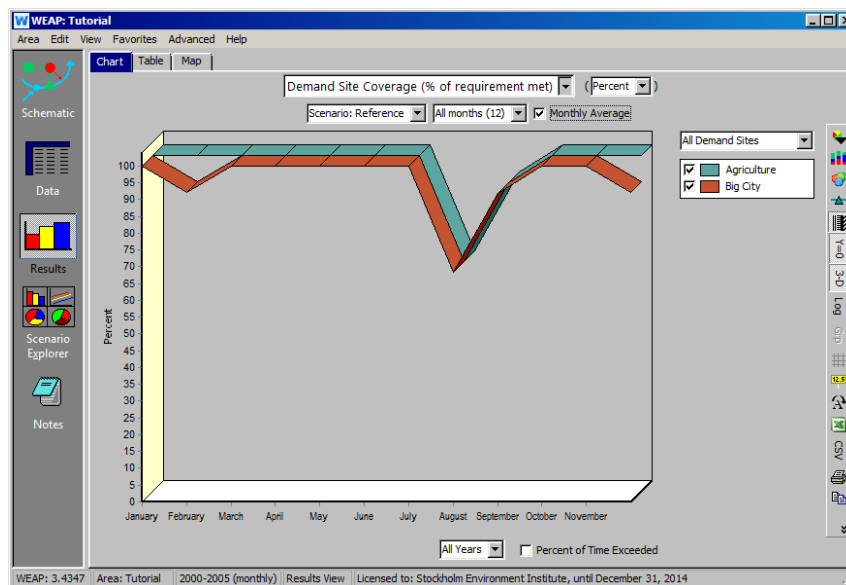 WEAP: Tutorial
Area Edit View Favorites Advanced Help
Chart Table Map
Demand Site Coverage (% of requirement met) (Percent)
Scenario: Reference All months (12) Monthly Average
Schematic
Data
Results
Scenario Explorer
Notes
All Demand Sites
Agriculture
Big City
Percent
100
95
90
85
80
75
70
65
60
55
50
45
40
35
30
25
20
15
10
5
0
January February March April May June July August September October November
Y=0
3-D
Log
Grp
12.5
CSV
All Years Percent of Time Exceeded
WEAP: 3.4347 Area: Tutorial 2000-2005 (monthly) Results View Licensed to: Stockholm Environment Institute, until December 31, 2014